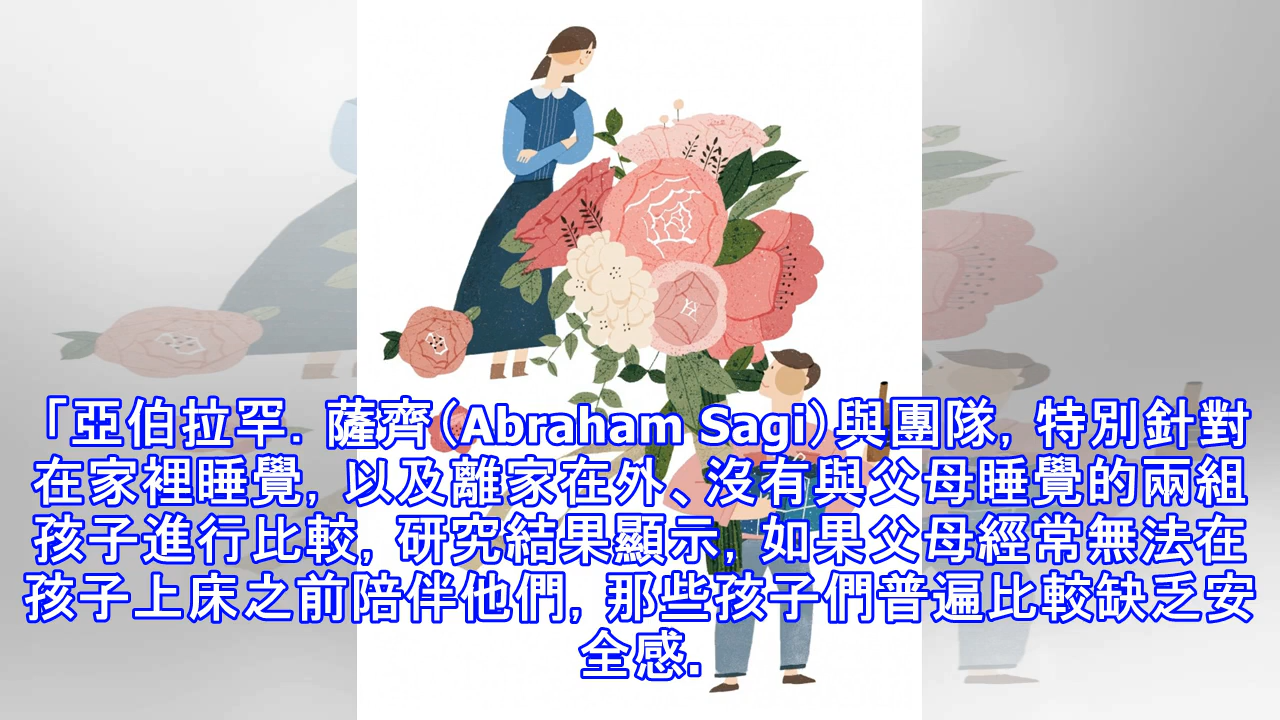 「亞伯拉罕. 薩齊(Abraham Sagi)與團隊, 特別針對
在家裡睡覺, 以及離家在外、沒有與父母睡覺的兩組
孩子進行比較, 研究結果顯示, 如果父母經常無法在
孩子上床之前陪伴他們, 那些孩子們普遍比較缺乏安
全感.